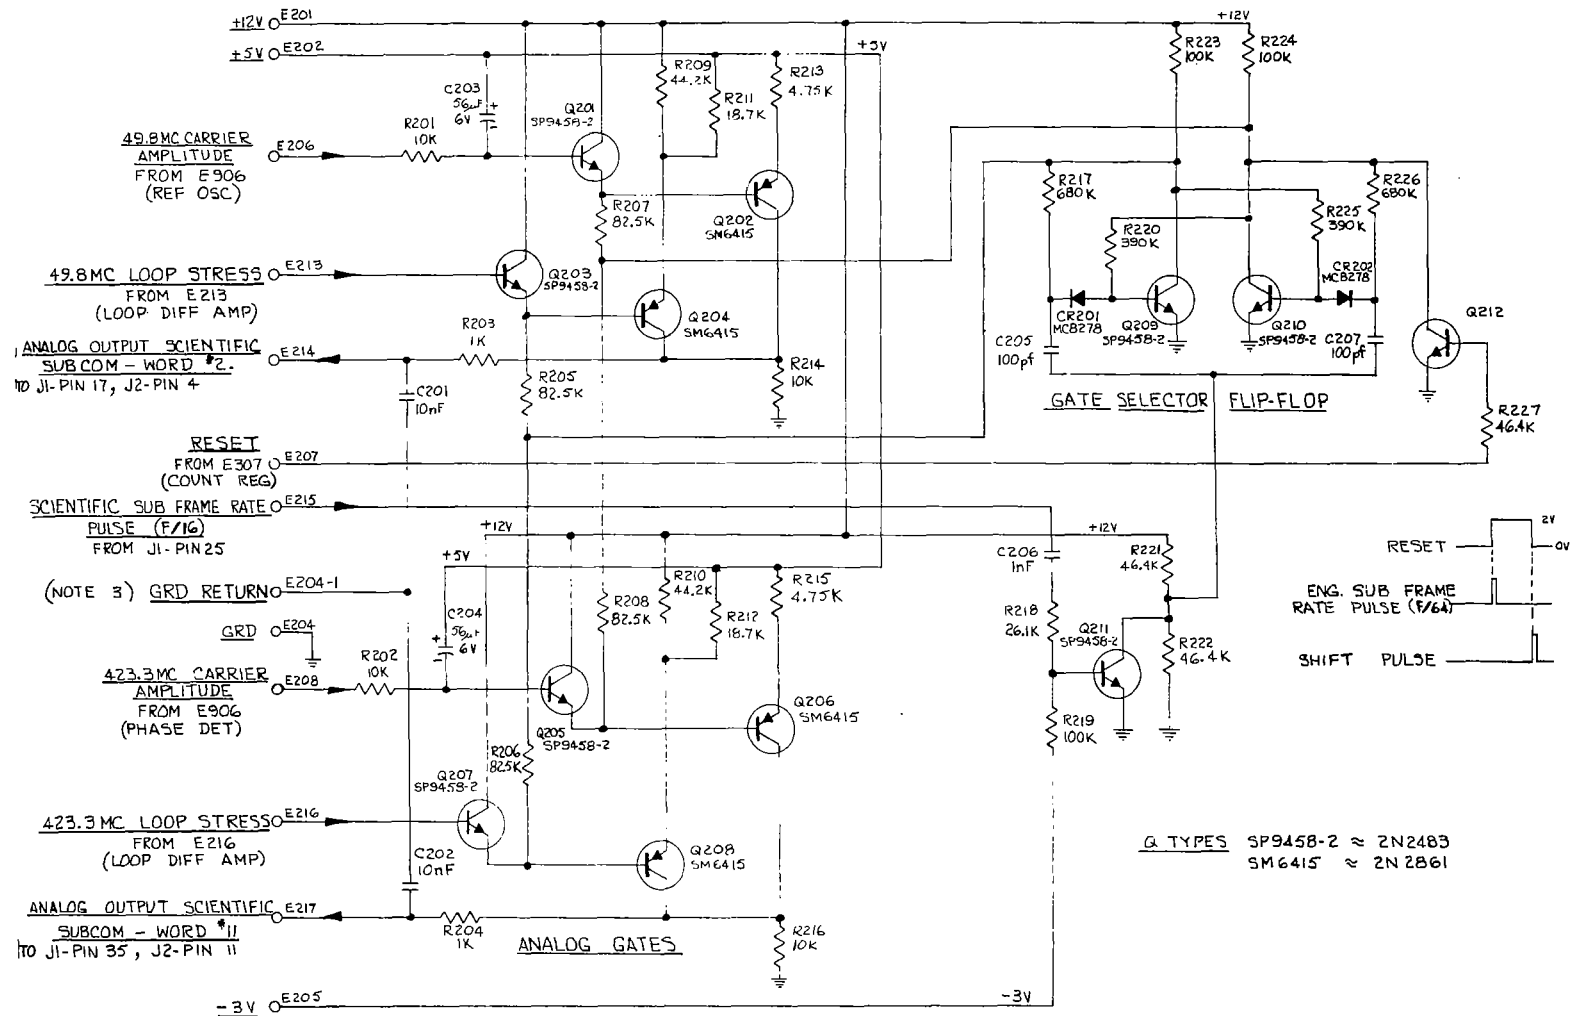 +12V E201
+5V E202
+12V
+5V
R223
100K
R224
100K
R209
44.2K
R213
4.75K
R211
18.7K
C203
56uF
6V
+
-
Q201
SP9458-2
R201
10K
49.8MC CARRIER
AMPLITUDE
FROM E906
(REF OSC)
E206
R207
82.5K
Q202
SM6415
R217
680K
R226
680K
R225
390K
R220
390K
CR202
MC8278
49.8MC LOOP STRESS
FROM E213
(LOOP DIFF AMP)
E213
Q203
SP9458-2
Q204
SM6415
CR201
MC8278
Q209
SP9458-2
Q210
SP9458-2
Q212
C205
100pf
C207
100pf
R203
1K
ANALOG OUTPUT SCIENTIFIC
SUBCOM - WORD #2.
TO J1-PIN 17, J2-PIN 4
E214
C201
10nF
R205
82.5K
R214
10K
GATE SELECTOR FLIP-FLOP
R227
46.4K
RESET
FROM E307
(COUNT REG)
E207
SCIENTIFIC SUB FRAME RATE
PULSE (F/16)
FROM J1-PIN25
E215
+12V
+5V
+12V
C206
1nF
R221
46.4K
RESET
2V
0V
ENG. SUB FRAME
RATE PULSE (F/64)
SHIFT PULSE
(NOTE 3) GRD RETURN E204-1
GRD E204
R210
44.2K
R215
4.75K
R208
82.5K
R212
18.7K
C204
56uF
6V
+
-
R218
26.1K
Q211
SP9458-2
R222
46.4K
R202
10K
423.3MC CARRIER
AMPLITUDE
FROM E906
(PHASE DET)
E208
Q205
SP9458-2
Q206
SM6415
R219
100K
R206
82.5K
Q207
SP9458-2
423.3MC LOOP STRESS
FROM E216
(LOOP DIFF AMP)
E216
Q208
SM6415
C202
10nF
Q TYPES SP9458-2 ≈ 2N2483
SM6415 ≈ 2N2861
ANALOG OUTPUT SCIENTIFIC
SUBCOM - WORD #11
TO J1-PIN 35, J2-PIN 11
E217
R204
1K
ANALOG GATES
R216
10K
-3V E205
-3V